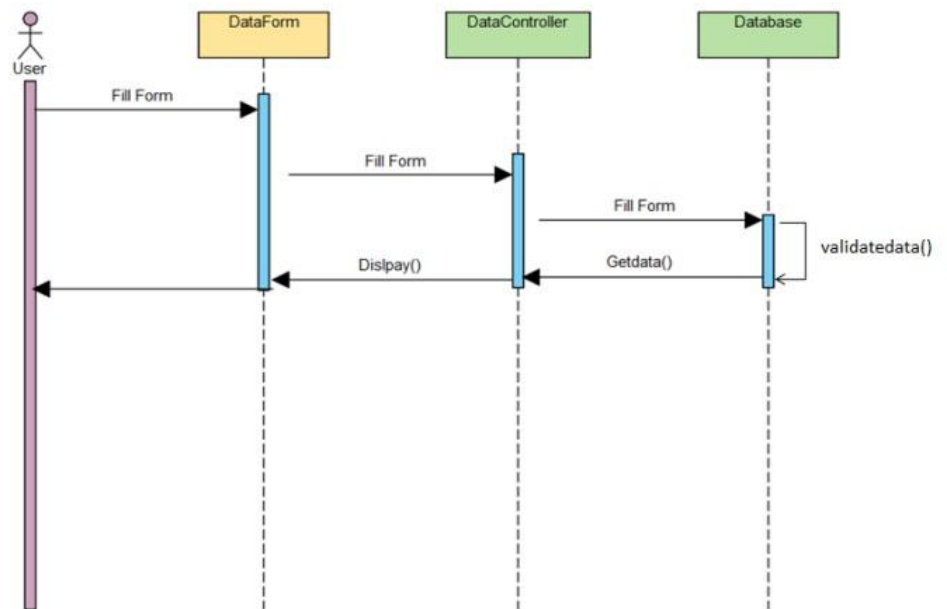 DataForm
DataController
Database
User
Fill Form
Fill Form
Fill Form
validatedata()
Dislpay()
Getdata()